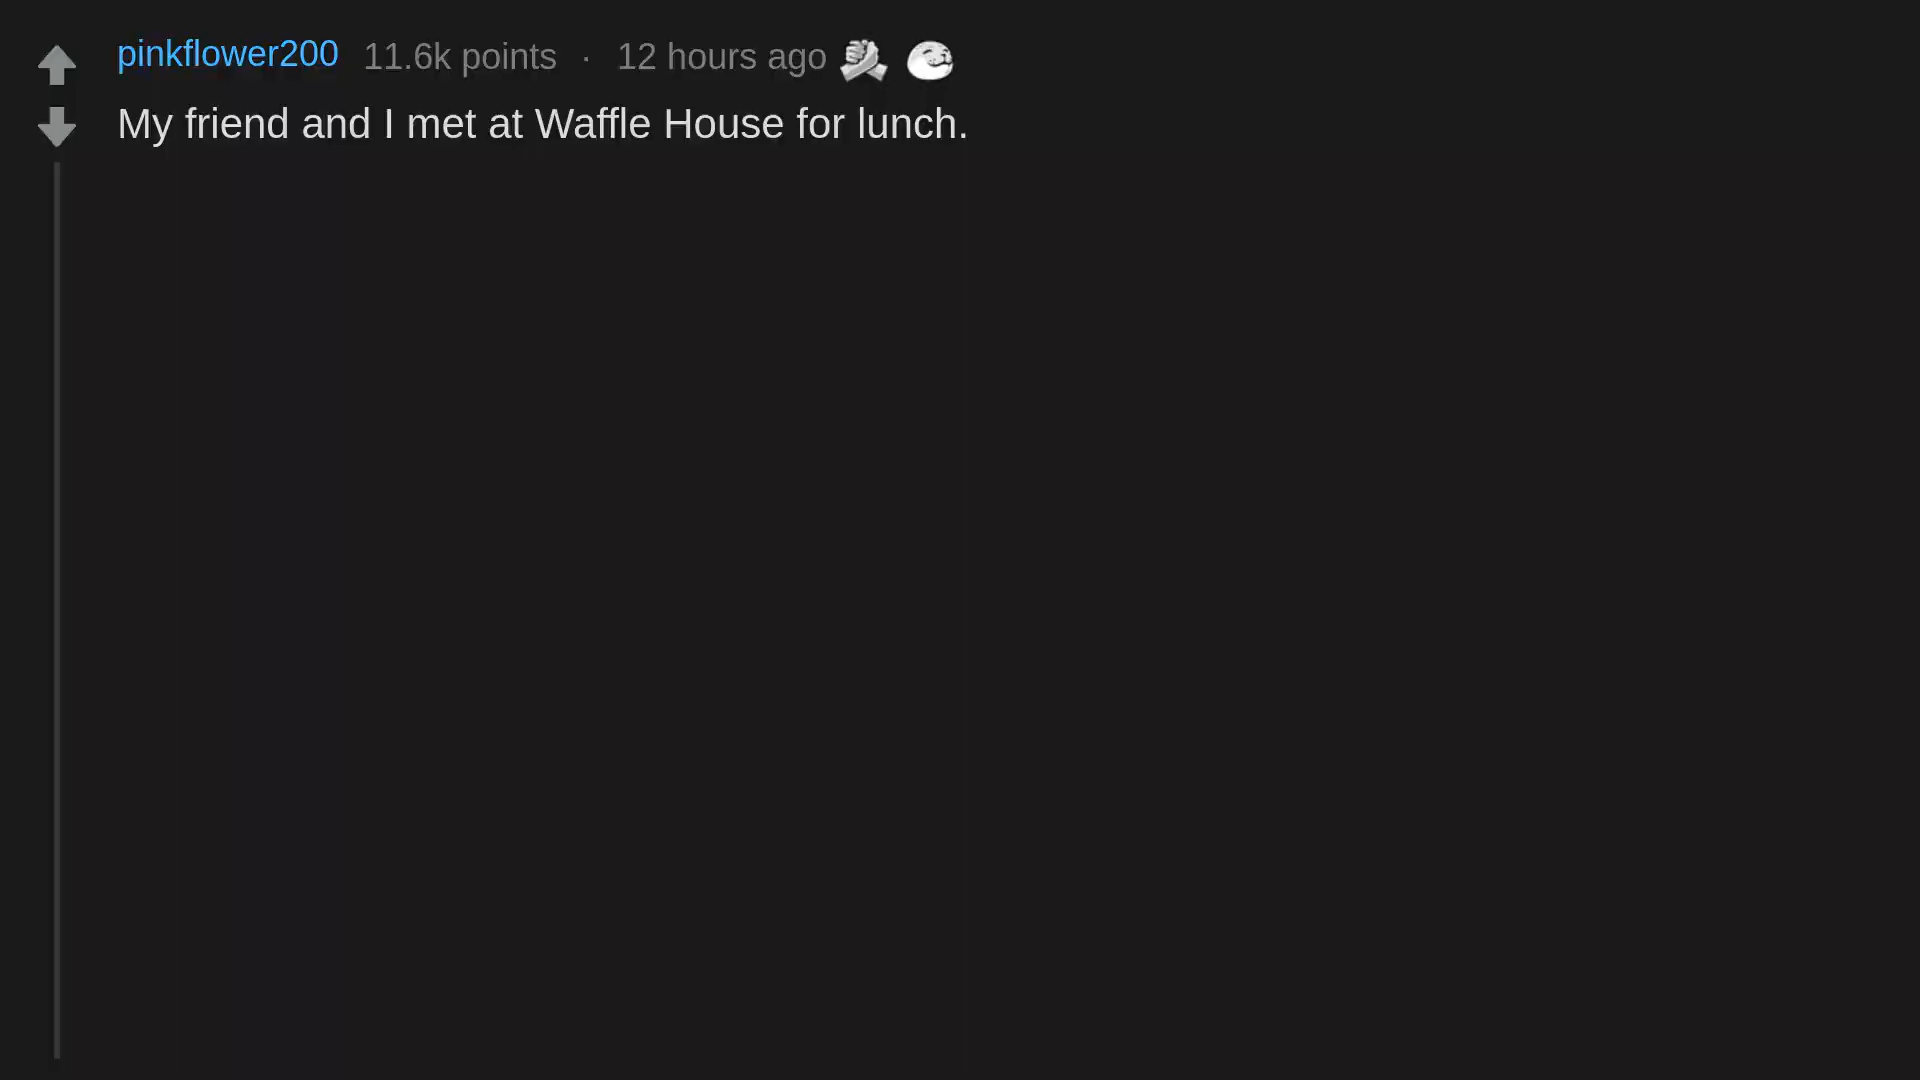 pinkflower200 11.6k points · 12 hours ago
My friend and I met at Waffle House for lunch.